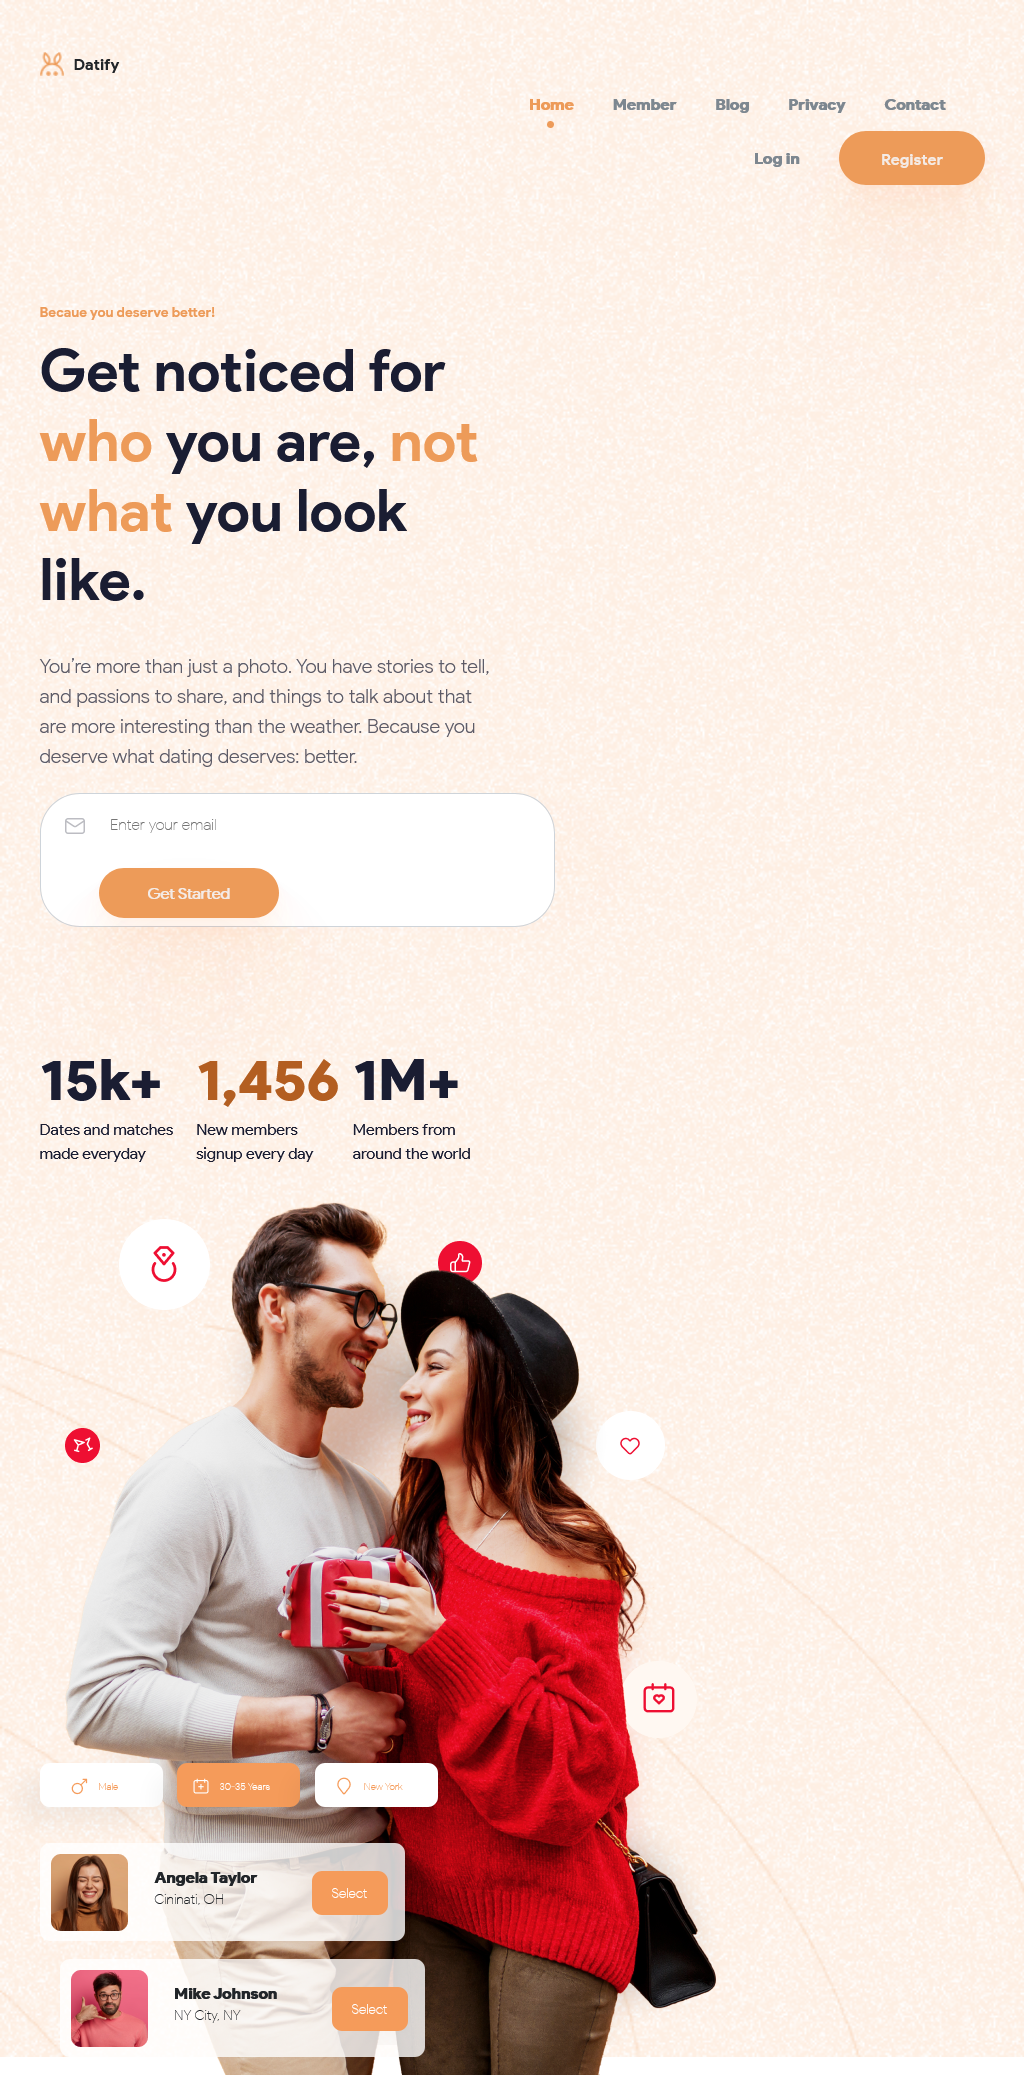 Datify
Home Member Blog Privacy Contact
Log in Register
Becaue you deserve better!
Get noticed for
who you are, not
what you look
like.
You’re more than just a photo. You have stories to tell,
and passions to share, and things to talk about that
are more interesting than the weather. Because you
deserve what dating deserves: better.
Enter your email
Get Started
15k+ 1,456 1M+
Dates and matches New members Members from
made everyday signup every day around the world
Male 30-35 Years New York
Angela Taylor
Cininati, OH
Select
Mike Johnson
NY City, NY
Select